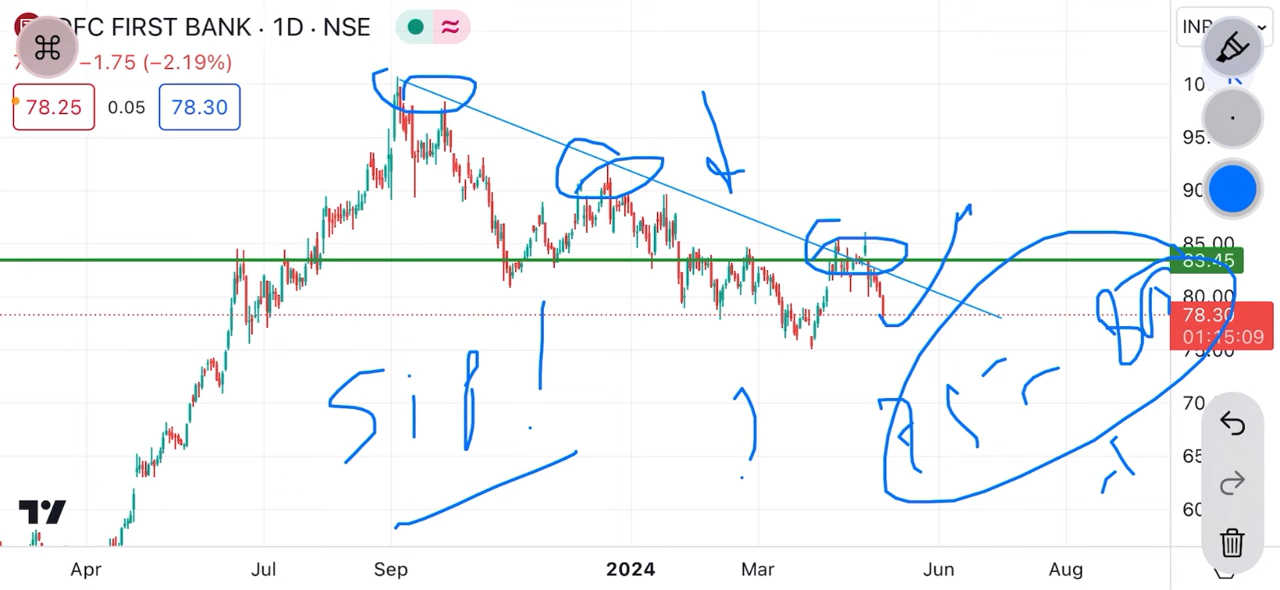 FC FIRST BANK · 1D · NSE
−1.75 (−2.19%)
78.25 0.05 78.30
INR
95.
90
85.00
83.45
80.00
78.30
01:15:09
75.00
70
65
60
SiP!
?
Apr Jul Sep 2024 Mar Jun Aug